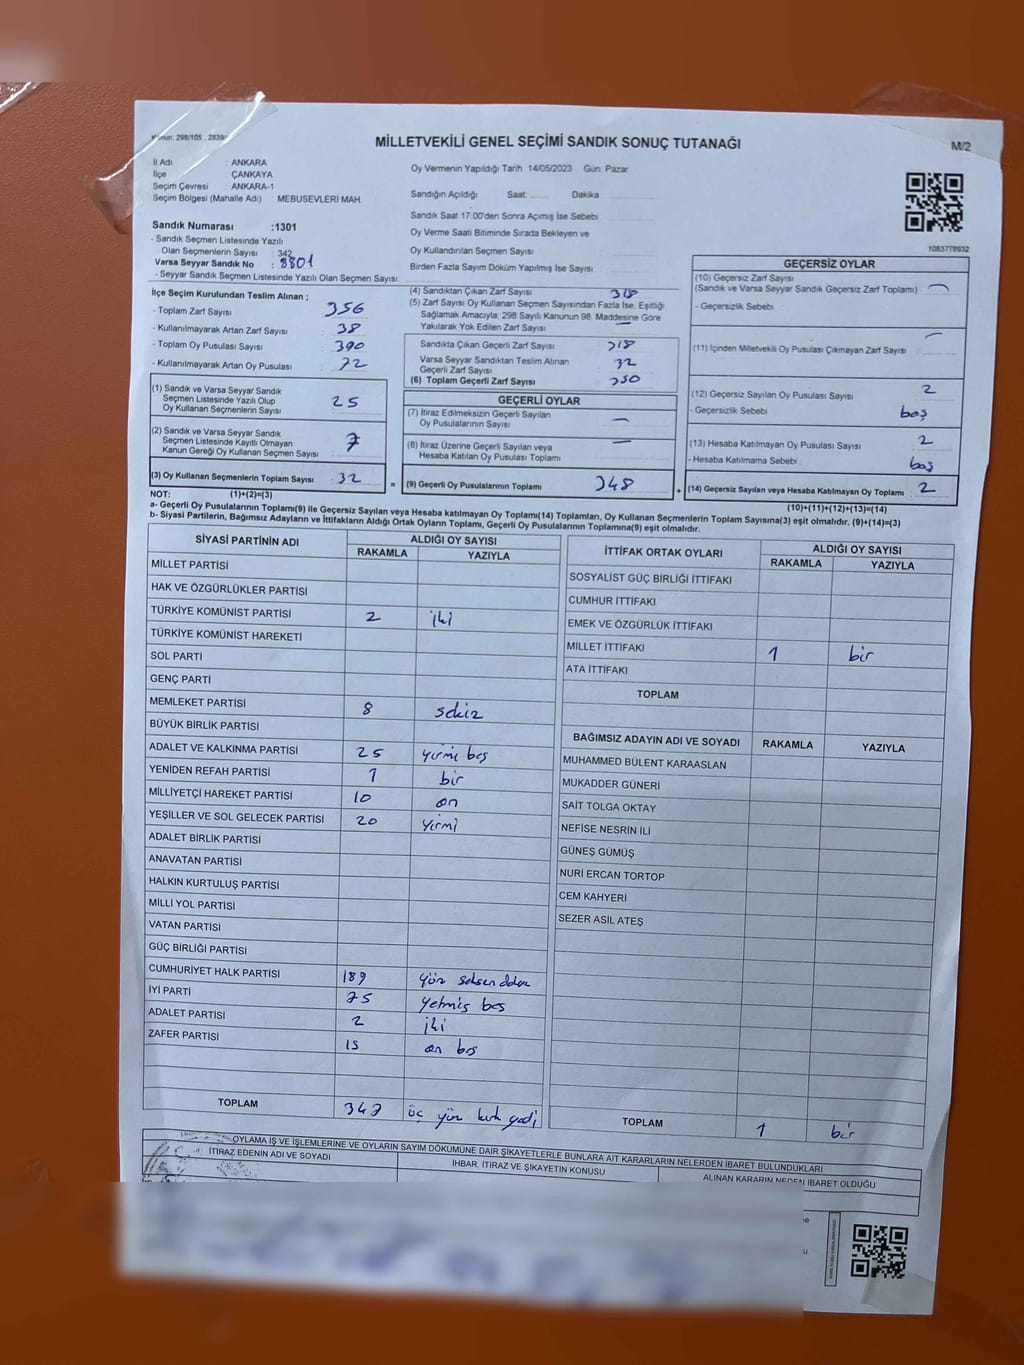 MİLLETVEKİLİ GENEL SEÇİMİ SANDIK SONUÇ TUTANAĞI
M/2
İl Adı : ANKARA
İlçe : ÇANKAYA
Seçim Çevresi : ANKARA-1
Seçim Bölgesi (Mahalle Adı) : MEBUSEVLERİ MAH.
Sandık Numarası :1301
- Sandık Seçmen Listesinde Yazılı
Olan Seçmenlerin Sayısı : 342
Varsa Seyyar Sandık No :
- Seyyar Sandık Seçmen Listesinde Yazılı Olan Seçmen Sayısı:
Oy Vermenin Yapıldığı Tarih 14/05/2023 Gün: Pazar
Sandığın Açıldığı Saat: Dakika
Sandık Saat 17:00'den Sonra Açımış İse Sebebi
Oy Verme Saati Bitiminde Sırada Bekleyen ve
Oy Kullandırılan Seçmen Sayısı
Birden Fazla Sayım Döküm Yapılmış İse Sayısı
1083778932
İlçe Seçim Kurulundan Teslim Alınan ;
- Toplam Zarf Sayısı : 356
- Kullanılmayarak Artan Zarf Sayısı : 38
- Toplam Oy Pusulası Sayısı : 390
- Kullanılmayarak Artan Oy Pusulası : 72
(4) Sandıktan Çıkan Zarf Sayısı 318
(5) Zarf Sayısı Oy Kullanan Seçmen Sayısından Fazla İse, Eşitliği
Sağlamak Amacıyla; 298 Sayılı Kanunun 98. Maddesine Göre
Yakılarak Yok Edilen Zarf Sayısı
Sandıkta Çıkan Geçerli Zarf Sayısı 318
Varsa Seyyar Sandıktan Teslim Alınan
Geçerli Zarf Sayısı 32
(6) Toplam Geçerli Zarf Sayısı 350
GEÇERSİZ OYLAR
(10) Geçersiz Zarf Sayısı
(Sandık ve Varsa Seyyar Sandık Geçersiz Zarf Toplamı)
- Geçersizlik Sebebi
(11) İçinden Milletvekili Oy Pusulası Çıkmayan Zarf Sayısı
(12) Geçersiz Sayılan Oy Pusulası Sayısı 2
- Geçersizlik Sebebi boş
(13) Hesaba Katılmayan Oy Pusulası Sayısı 2
- Hesaba Katılmama Sebebi boş
(14) Geçersiz Sayılan veya Hesaba Katılmayan Oy Toplamı 2
(10)+(11)+(12)+(13)=(14)
(1) Sandık ve Varsa Seyyar Sandık
Seçmen Listesinde Yazılı Olup
Oy Kullanan Seçmenlerin Sayısı 25
(2) Sandık ve Varsa Seyyar Sandık
Seçmen Listesinde Kayıtlı Olmayan
Kanun Gereği Oy Kullanan Seçmen Sayısı 7
(3) Oy Kullanan Seçmenlerin Toplam Sayısı 32 =
(1)+(2)=(3)
GEÇERLİ OYLAR
(7) İtiraz Edilmeksizin Geçerli Sayılan
Oy Pusulalarının Sayısı —
(8) İtiraz Üzerine Geçerli Sayılan veya
Hesaba Katılan Oy Pusulası Toplamı —
(9) Geçerli Oy Pusulalarının Toplamı 348 +
NOT:
a- Geçerli Oy Pusulalarının Toplamı(9) ile Geçersiz Sayılan veya Hesaba katılmayan Oy Toplamı(14) Toplamları, Oy Kullanan Seçmenlerin Toplam Sayısına(3) eşit olmalıdır. (9)+(14)=(3)
b- Siyasi Partilerin, Bağımsız Adayların ve İttifakların Aldığı Ortak Oyların Toplamı, Geçerli Oy Pusulalarının Toplamına(9) eşit olmalıdır.
SİYASİ PARTİNİN ADI ALDIĞI OY SAYISI
RAKAMLA YAZIYLA
MİLLET PARTİSİ
HAK VE ÖZGÜRLÜKLER PARTİSİ
TÜRKİYE KOMÜNİST PARTİSİ 2 iki
TÜRKİYE KOMÜNİST HAREKETİ
SOL PARTİ
GENÇ PARTİ
MEMLEKET PARTİSİ 8 sekiz
BÜYÜK BİRLİK PARTİSİ
ADALET VE KALKINMA PARTİSİ 25 yirmi beş
YENİDEN REFAH PARTİSİ 1 bir
MİLLİYETÇİ HAREKET PARTİSİ 10 on
YEŞİLLER VE SOL GELECEK PARTİSİ 20 yirmi
ADALET BİRLİK PARTİSİ
ANAVATAN PARTİSİ
HALKIN KURTULUŞ PARTİSİ
MİLLİ YOL PARTİSİ
VATAN PARTİSİ
GÜÇ BİRLİĞİ PARTİSİ
CUMHURİYET HALK PARTİSİ 189 yüz seksen dokuz
İYİ PARTİ 75 yetmiş beş
ADALET PARTİSİ 2 iki
ZAFER PARTİSİ 15 on beş
TOPLAM 347 üç yüz kırk yedi
İTTİFAK ORTAK OYLARI ALDIĞI OY SAYISI
RAKAMLA YAZIYLA
SOSYALİST GÜÇ BİRLİĞİ İTTİFAKI
CUMHUR İTTİFAKI
EMEK VE ÖZGÜRLÜK İTTİFAKI
MİLLET İTTİFAKI 1 bir
ATA İTTİFAKI
TOPLAM
BAĞIMSIZ ADAYIN ADI VE SOYADI RAKAMLA YAZIYLA
MUHAMMED BÜLENT KARAASLAN
MUKADDER GÜNERİ
SAİT TOLGA OKTAY
NEFİSE NESRİN İLİ
GÜNEŞ GÜMÜŞ
NURİ ERCAN TORTOP
CEM KAHYERİ
SEZER ASİL ATEŞ
TOPLAM 1 bir
OYLAMA İŞ VE İŞLEMLERİNE VE OYLARIN SAYIM DÖKÜMÜNE DAİR ŞİKAYETLERLE BUNLARA AİT KARARLARIN NELERDEN İBARET BULUNDUKLARI
İTİRAZ EDENİN ADI VE SOYADI
İHBAR, İTİRAZ VE ŞİKAYETİN KONUSU
ALINAN KARARIN NEDEN İBARET OLDUĞU